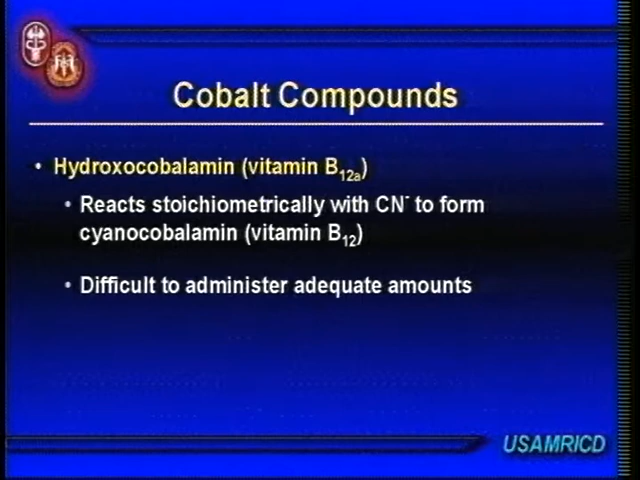 Cobalt Compounds
• Hydroxocobalamin (vitamin B12a)
• Reacts stoichiometrically with CN- to form
cyanocobalamin (vitamin B12)
• Difficult to administer adequate amounts
USAMRICD